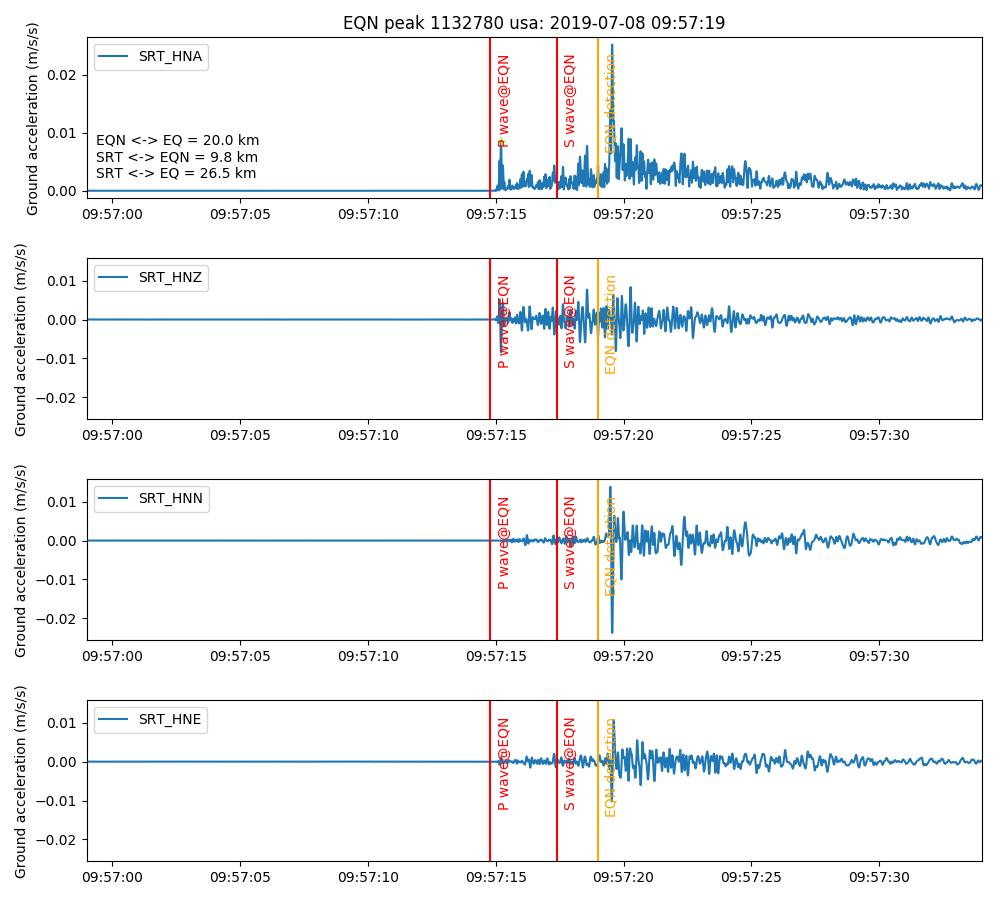 EQN peak 1132780 usa: 2019-07-08 09:57:19
Ground acceleration (m/s/s)
SRT_HNA
0.02
0.01
0.00
EQN <-> EQ = 20.0 km
SRT <-> EQN = 9.8 km
SRT <-> EQ = 26.5 km
P wave@EQN
S wave@EQN
EQN detection
09:57:00 09:57:05 09:57:10 09:57:15 09:57:20 09:57:25 09:57:30
Ground acceleration (m/s/s)
SRT_HNZ
0.01
0.00
−0.01
−0.02
P wave@EQN
S wave@EQN
EQN detection
09:57:00 09:57:05 09:57:10 09:57:15 09:57:20 09:57:25 09:57:30
Ground acceleration (m/s/s)
SRT_HNN
0.01
0.00
−0.01
−0.02
P wave@EQN
S wave@EQN
EQN detection
09:57:00 09:57:05 09:57:10 09:57:15 09:57:20 09:57:25 09:57:30
Ground acceleration (m/s/s)
SRT_HNE
0.01
0.00
−0.01
−0.02
P wave@EQN
S wave@EQN
EQN detection
09:57:00 09:57:05 09:57:10 09:57:15 09:57:20 09:57:25 09:57:30